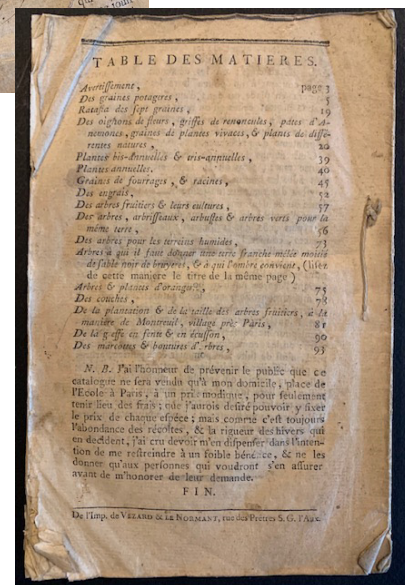 TABLE DES MATIERES.
Avertissement, page 3
Des graines potageres, 5
Ratafia des sept graines, 19
Des oignons de fleurs, griffes de renoncules, pates d'A-
nemones, graines de plantes vivaces, & plants de diffe-
rentes natures, 20
Plantes bis-annuelles & tris-annuelles, 39
Plantes annuelles. 40
Graines de fourrages, & racines, 45
Des engrais, 52
Des arbres fruitiers & leurs cultures, 57
Des arbres, arbrisseaux, arbustes & arbres verts pour la
même terre, 56
Des arbres pour les terreins humides, 73
Arbres à qui il faut donner une terre franche mêlée moitié
de sable noir de bruyeres, & à qui l'ombre convient, (lisez
de cette maniere le titre de la même page)
Arbres & plantes d'orangerie, 75
Des couches, 78
De la plantation & de la taille des arbres fruitiers, à la
maniere de Montreuil, village près Paris, 81
De la greffe en fente & en écusson, 90
Des marcottes & boutures d'arbres, 93
N. B. J'ai l'honneur de prévenir le public que ce
catalogue ne sera vendu qu'à mon domicile, place de
l'Ecole à Paris, à un prix modique, pour seulement
tenir lieu des frais; que j'aurois desiré pouvoir y fixer
le prix de chaque espèce; mais comme c'est toujours
l'abondance des récoltes, & la rigueur des hivers qui
en decident, j'ai cru devoir m'en dispenser dans l'inten-
tion de me restreindre à un foible bénéfice, & ne les
donner qu'aux personnes qui voudront s'en assurer
avant de m'honorer de leur demande.
FIN.
De l'Imp. de VEZARD & LE NORMANT, rue des Prêtres S. G. l'Aux.